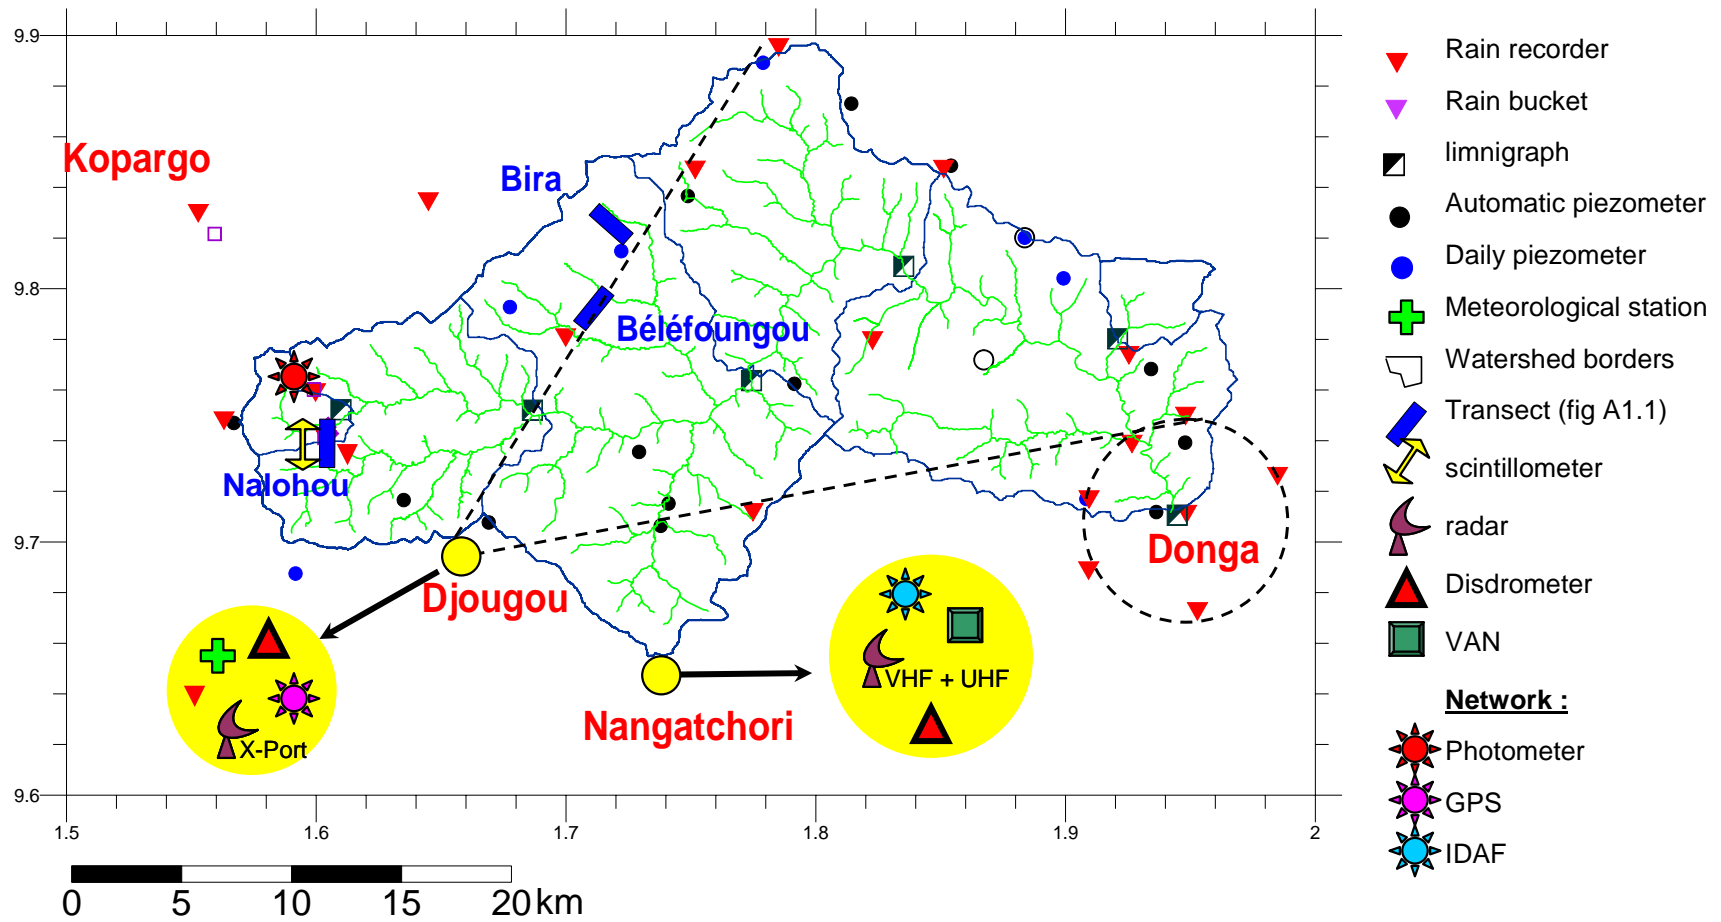 9.9
9.8
9.7
9.6
1.5
1.6
1.7
1.8
1.9
2
Kopargo
Bira
Béléfoungou
Nalohou
Djougou
Donga
Nangatchori
X-Port
VHF + UHF
0
5
10
15
20 km
Rain recorder
Rain bucket
limnigraph
Automatic piezometer
Daily piezometer
Meteorological station
Watershed borders
Transect (fig A1.1)
scintillometer
radar
Disdrometer
VAN
Network :
Photometer
GPS
IDAF